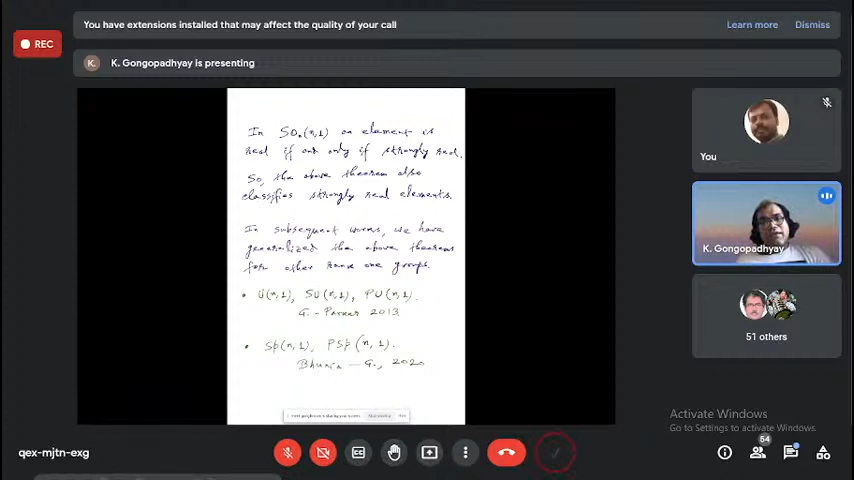 You have extensions installed that may affect the quality of your call
Learn more
Dismiss
REC
K.
K. Gongopadhyay is presenting
In SO₀(n,1) an element is
real if and only if strongly real.
So, the above theorem also
classifies strongly real elements.
In subsequent works, we have
generalized the above theorems
for other rank one groups.
• U(n,1), SU(n,1), PU(n,1).
G. - Parker 2013
• Sp(n,1), PSp(n,1).
Bhunia — G., 2020
You
K. Gongopadhyay
51 others
Activate Windows
Go to Settings to activate Windows.
qex-mjtn-exg
54